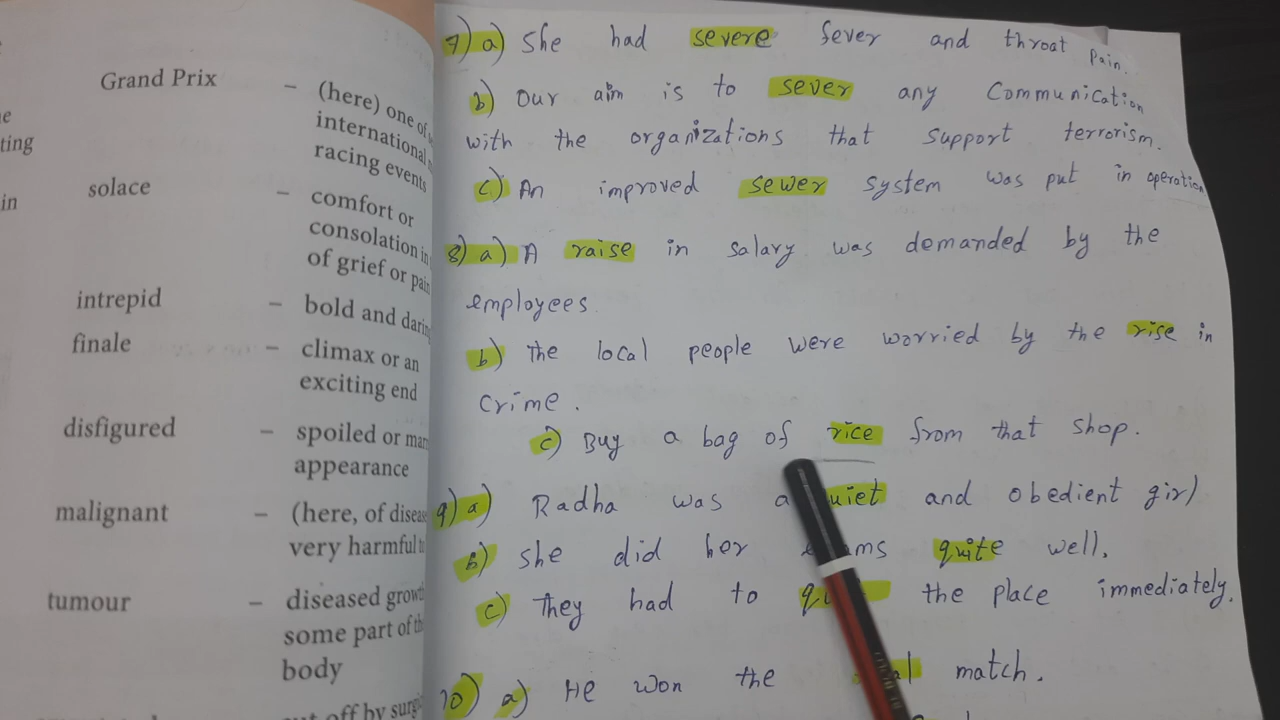 ting
in
Grand Prix – (here) one of
international
racing events
solace – comfort or
consolation in
of grief or pain
intrepid – bold and daring
finale – climax or an
exciting end
disfigured – spoiled or
appearance
malignant – (here, of disease
very harmful
tumour – diseased growth
some part of
body
off by
7) a) She had severe fever and throat pain.
b) Our aim is to sever any Communication
with the organizations that support terrorism.
c) An improved sewer system was put in operation
8) a) A raise in salary was demanded by the
employees
b) The local people were worried by the rise in
crime.
c) Buy a bag of rice from that shop.
9) a) Radha was a uiet and obedient girl
b) She did her quite well,
c) They had to the place immediately.
10) a) He won the match.